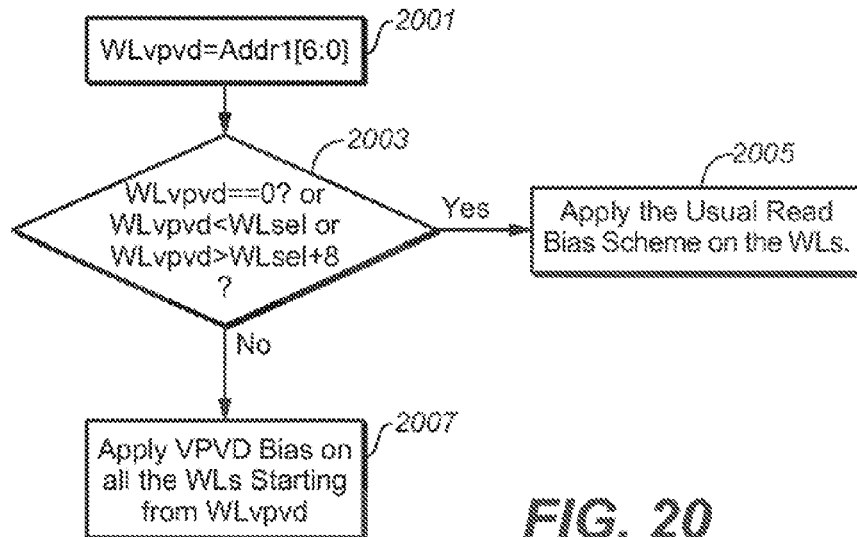 WLvpvd=Addr1[6:0]
2001
2003
WLvpvd==0? or
WLvpvd<WLsel or
WLvpvd>WLsel+8
?
Yes
2005
Apply the Usual Read
Bias Scheme on the WLs.
No
2007
Apply VPVD Bias on
all the WLs Starting
from WLvpvd
FIG. 20